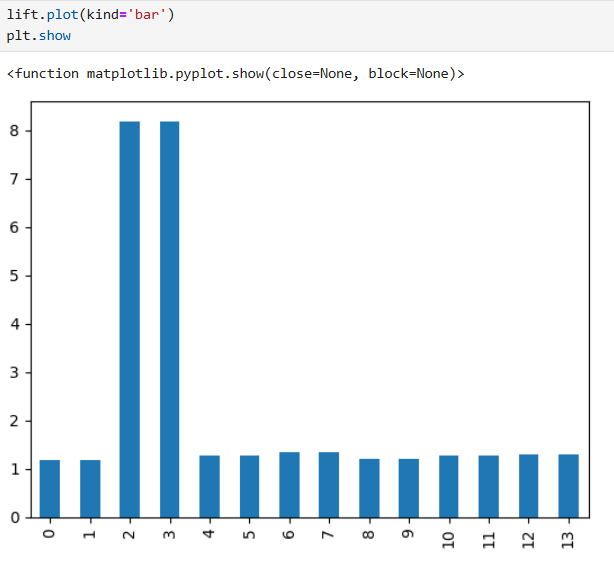 lift.plot(kind='bar')
plt.show
<function matplotlib.pyplot.show(close=None, block=None)>
8
7
6
5
4
3
2
1
0
0 1 2 3 4 5 6 7 8 9 10 11 12 13